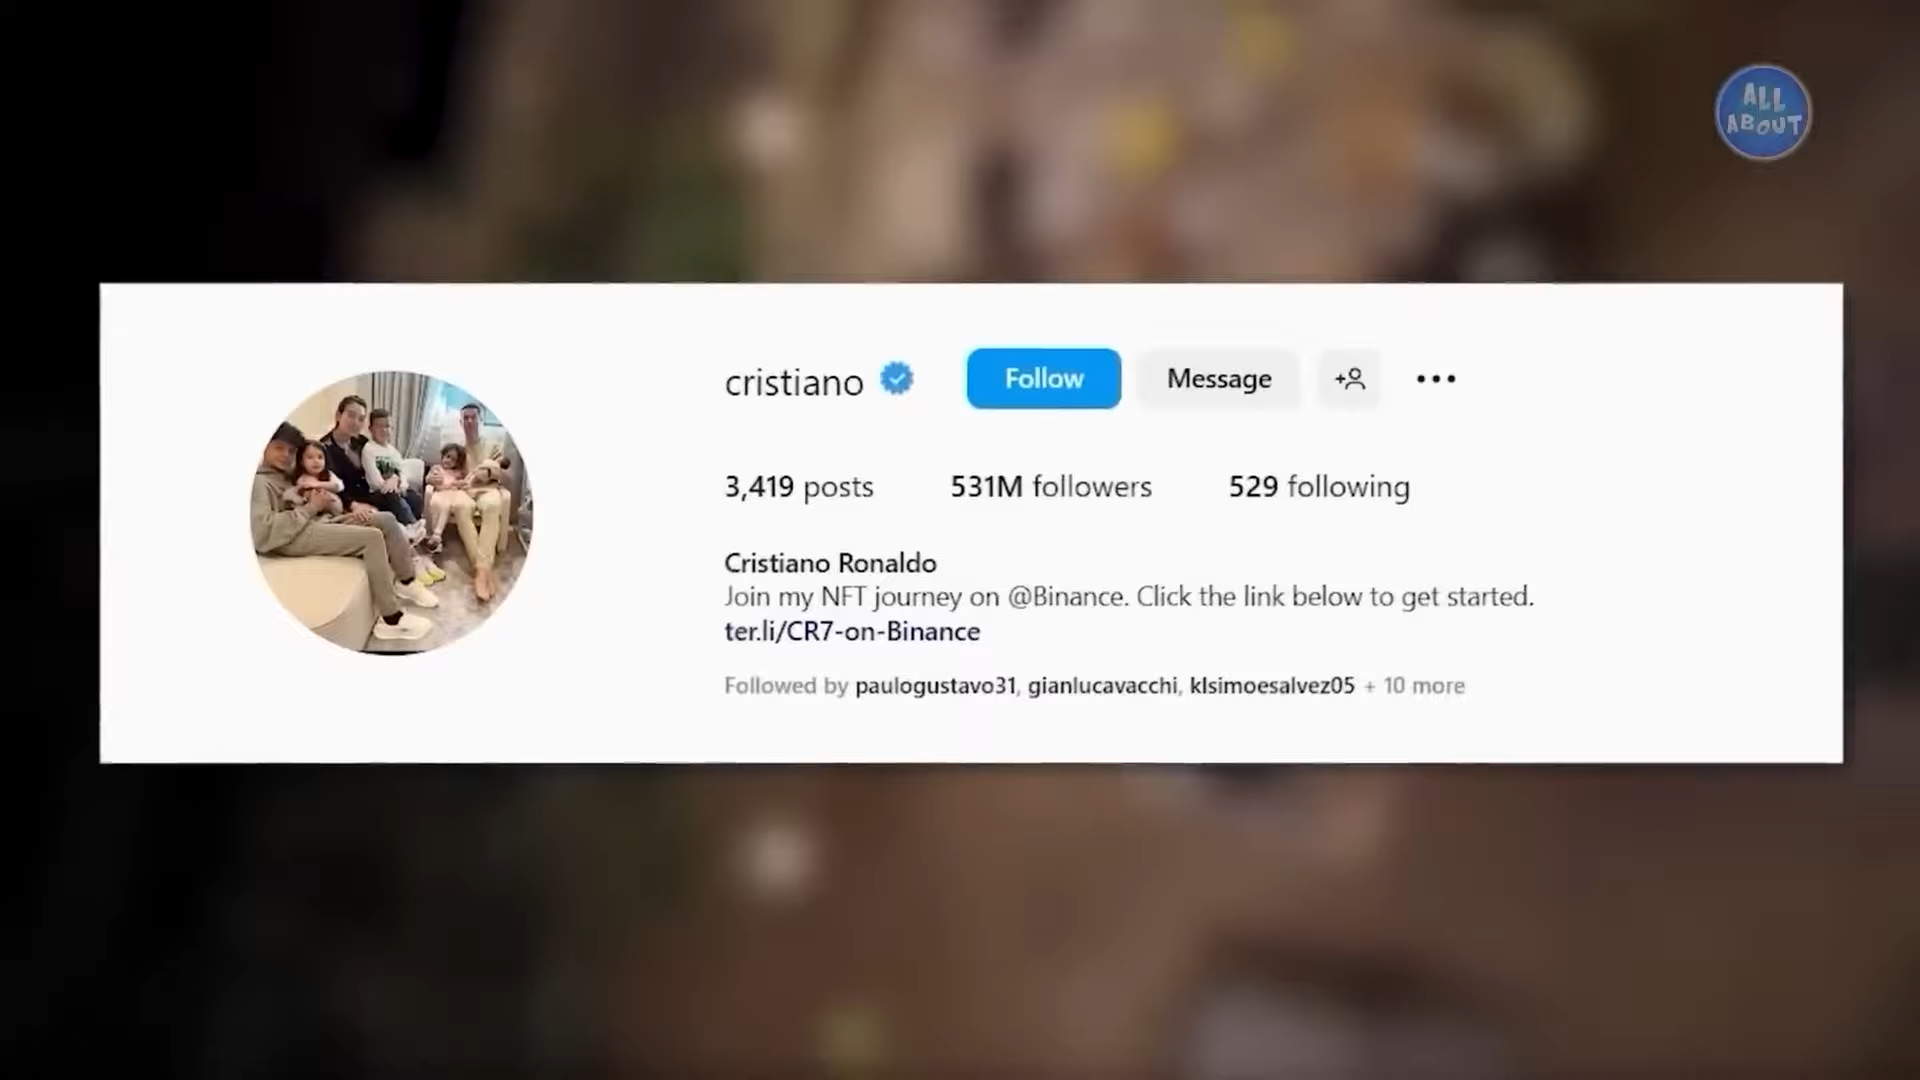 ALL
ABOUT
cristiano Follow Message
3,419 posts 531M followers 529 following
Cristiano Ronaldo
Join my NFT journey on @Binance. Click the link below to get started.
ter.li/CR7-on-Binance
Followed by paulogustavo31, gianlucavacchi, klsimoesalvez05 + 10 more